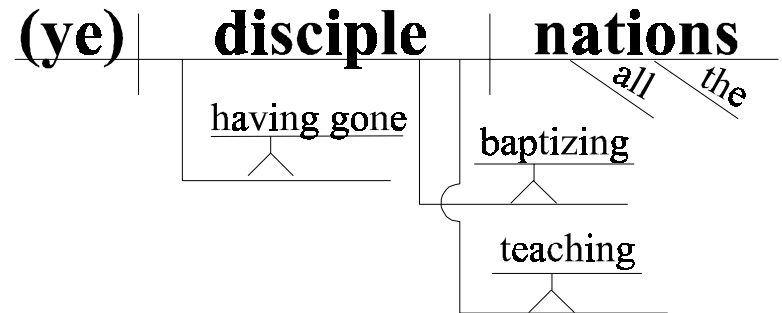 (ye) disciple nations
all the
having gone
baptizing
teaching